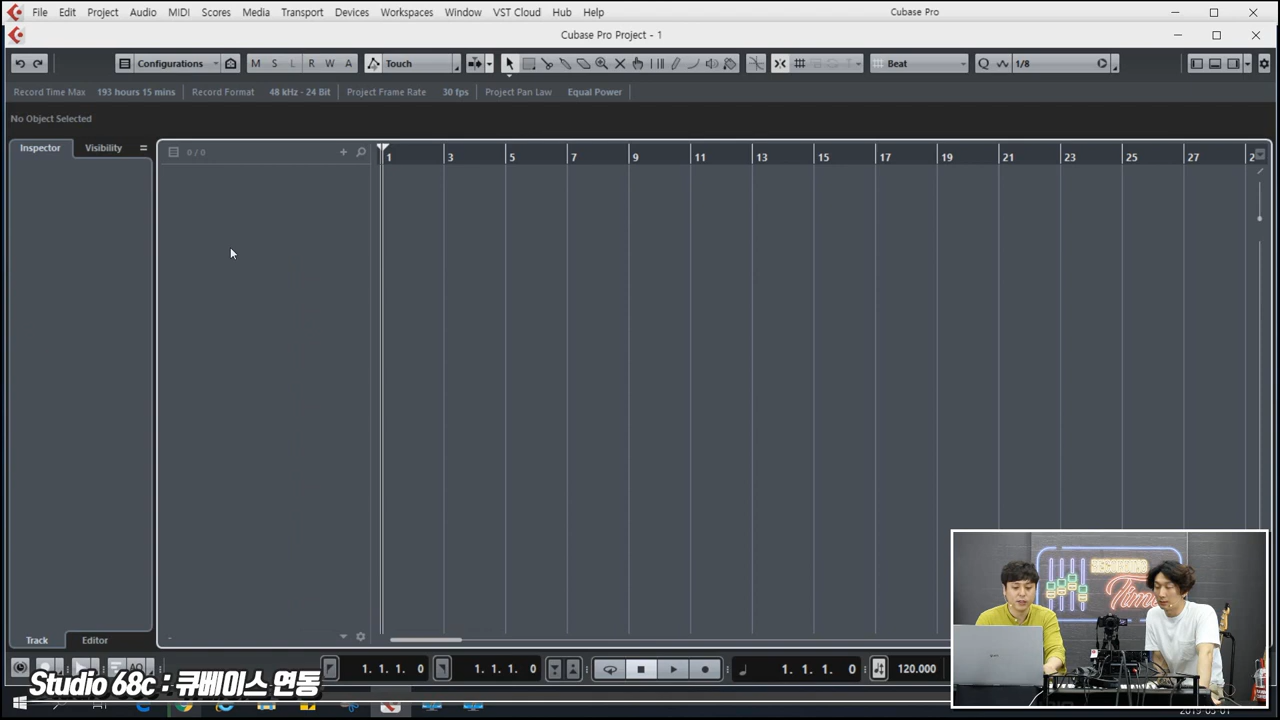 File Edit Project Audio MIDI Scores Media Transport Devices Workspaces Window VST Cloud Hub Help Cubase Pro
Cubase Pro Project - 1
Configurations M S L R W A Touch Beat Q 1/8
Record Time Max 193 hours 15 mins Record Format 48 kHz - 24 Bit Project Frame Rate 30 fps Project Pan Law Equal Power
No Object Selected
Inspector Visibility 0 / 0 1 3 5 7 9 11 13 15 17 19 21 23 25 27
Track Editor
1. 1. 1. 0 1. 1. 1. 0 1. 1. 1. 0 120.000
Studio 68c : 큐베이스 연동